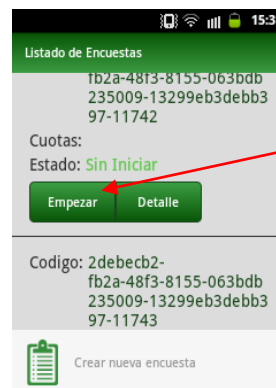 15:3
Listado de Encuestas
fb2a-48f3-8155-063bdb
235009-13299eb3debb3
97-11742
Cuotas:
Estado: Sin Iniciar
Empezar Detalle
Codigo: 2debecb2-
fb2a-48f3-8155-063bdb
235009-13299eb3debb3
97-11743
Crear nueva encuesta